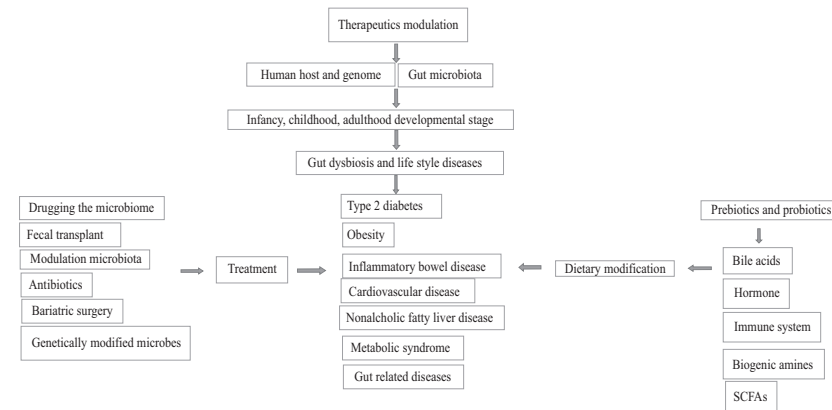 Therapeutics modulation
Human host and genome
Gut microbiota
Infancy, childhood, adulthood developmental stage
Gut dysbiosis and life style diseases
Drugging the microbiome
Fecal transplant
Modulation microbiota
Antibiotics
Bariatric surgery
Genetically modified microbes
Treatment
Type 2 diabetes
Obesity
Inflammatory bowel disease
Cardiovascular disease
Nonalcholic fatty liver disease
Metabolic syndrome
Gut related diseases
Dietary modification
Prebiotics and probiotics
Bile acids
Hormone
Immune system
Biogenic amines
SCFAs